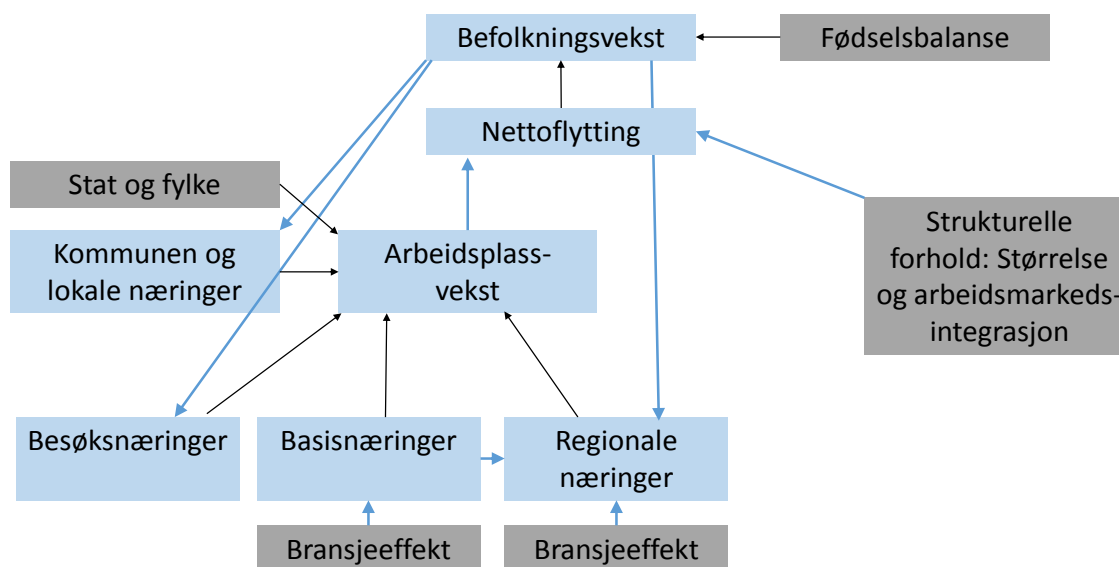 Befolkningsvekst
Fødselsbalanse
Nettoflytting
Stat og fylke
Kommunen og
lokale næringer
Arbeidsplass-
vekst
Strukturelle
forhold: Størrelse
og arbeidsmarkeds-
integrasjon
Besøksnæringer
Basisnæringer
Regionale
næringer
Bransjeeffekt
Bransjeeffekt